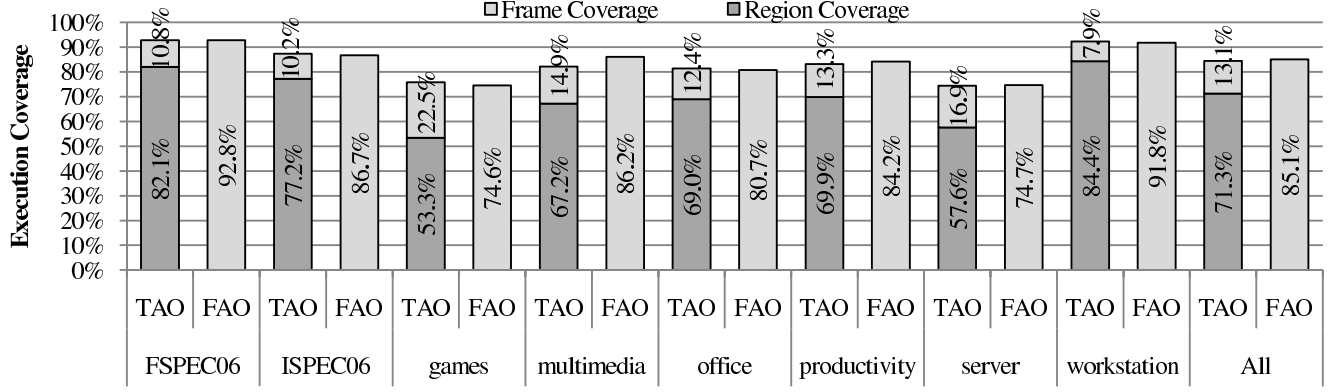 Frame Coverage Region Coverage
Execution Coverage
100%
90%
80%
70%
60%
50%
40%
30%
20%
10%
0%
10.8% 10.2% 22.5% 14.9% 12.4% 13.3% 16.9% 7.9% 13.1%
82.1% 92.8% 77.2% 86.7% 53.3% 74.6% 67.2% 86.2% 69.0% 80.7% 69.9% 84.2% 57.6% 74.7% 84.4% 91.8% 71.3% 85.1%
TAO FAO TAO FAO TAO FAO TAO FAO TAO FAO TAO FAO TAO FAO TAO FAO TAO FAO
FSPEC06 ISPEC06 games multimedia office productivity server workstation All